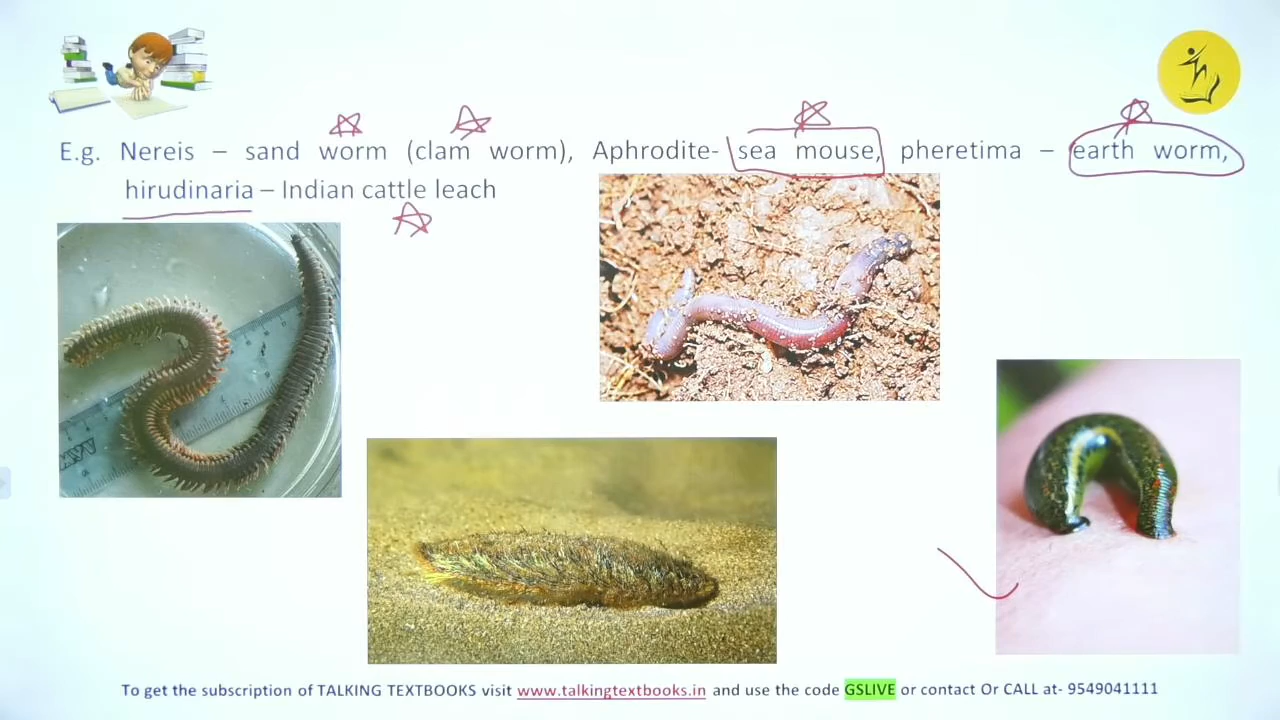 E.g. Nereis – sand worm (clam worm), Aphrodite- sea mouse, pheretima – earth worm,
hirudinaria – Indian cattle leach
To get the subscription of TALKING TEXTBOOKS visit www.talkingtextbooks.in and use the code GSLIVE or contact Or CALL at- 9549041111